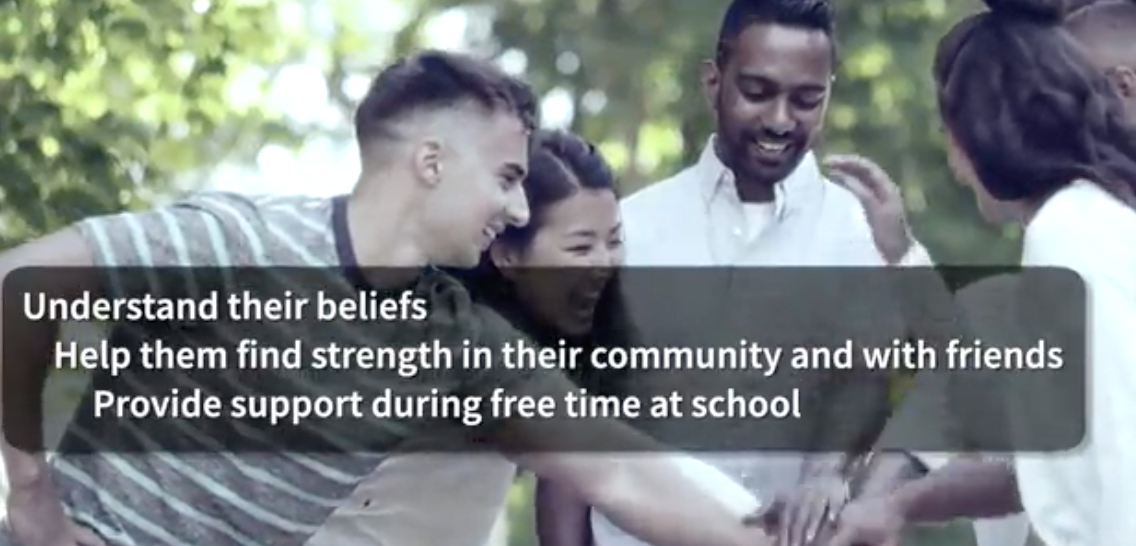 Understand their beliefs
Help them find strength in their community and with friends
Provide support during free time at school